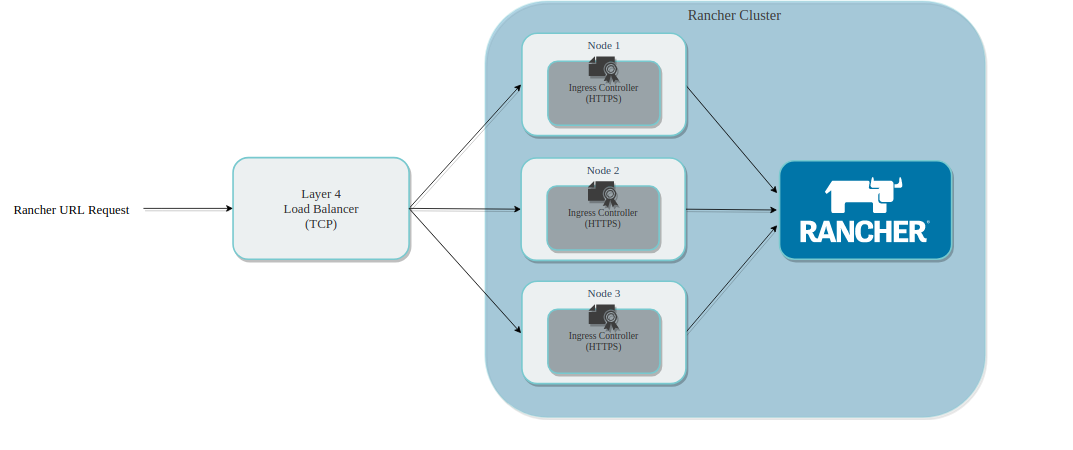 Rancher Cluster
Node 1
Ingress Controller
(HTTPS)
Rancher URL Request
Layer 4
Load Balancer
(TCP)
Node 2
Ingress Controller
(HTTPS)
RANCHER®
Node 3
Ingress Controller
(HTTPS)